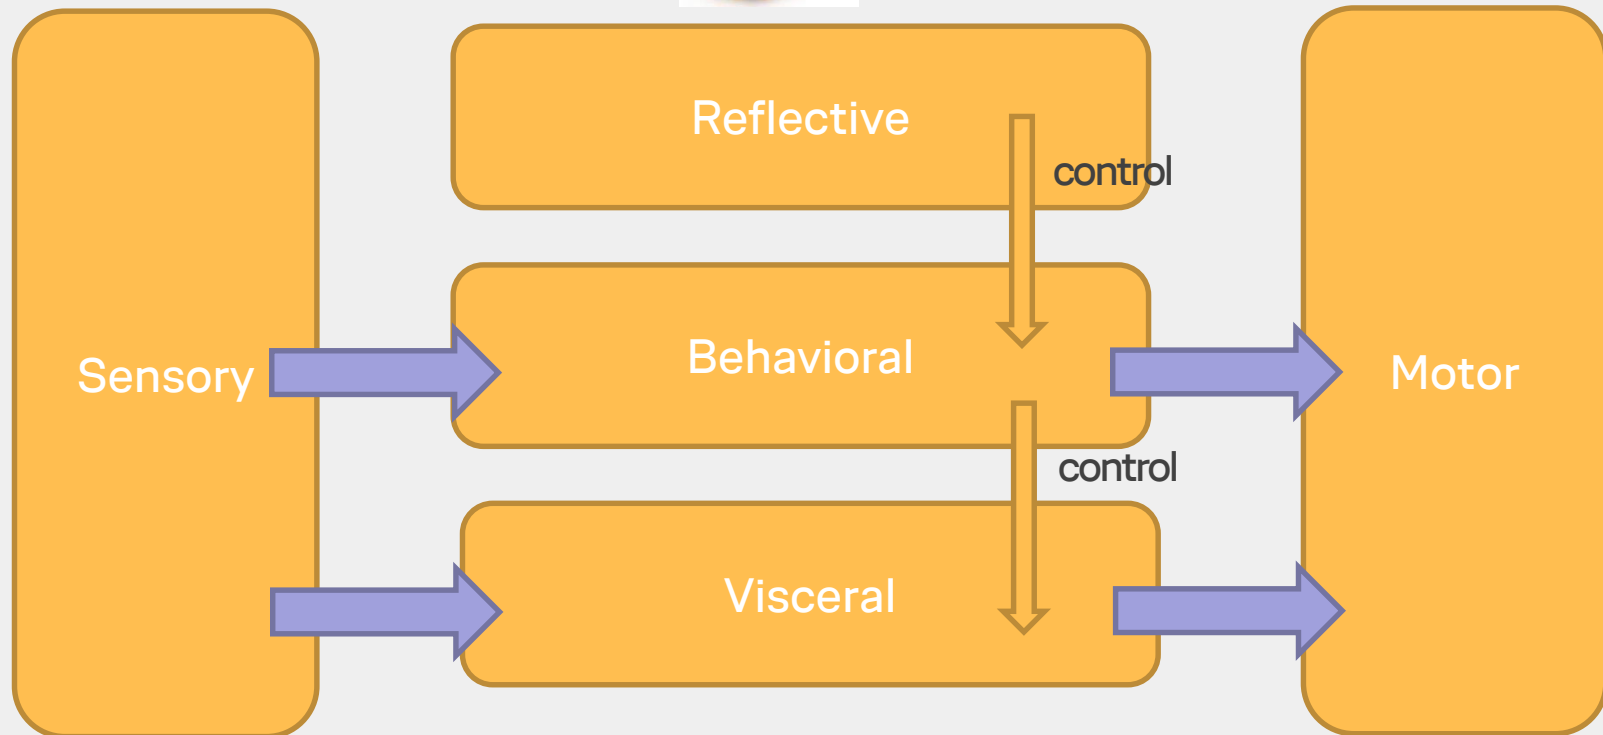 Reflective
control
Sensory
Behavioral
Motor
control
Visceral